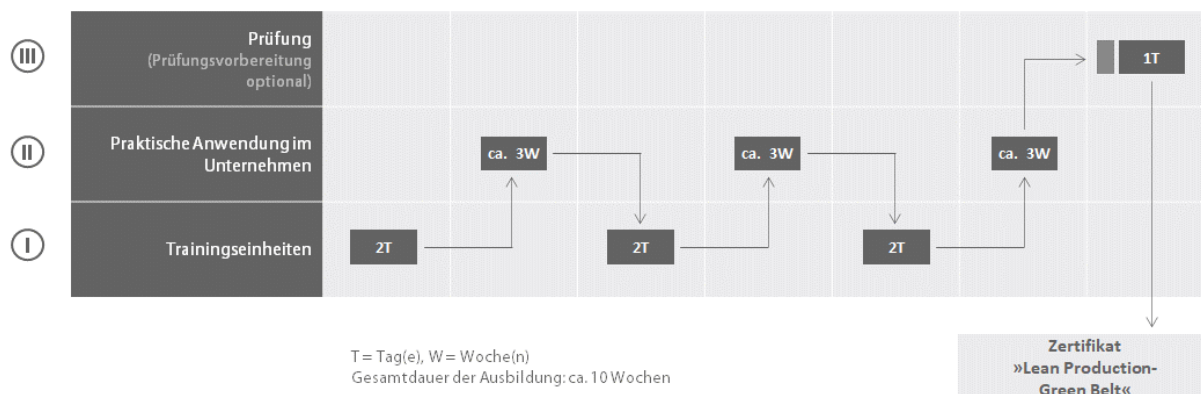 III
Prüfung
(Prüfungsvorbereitung
optional)
1T
II
Praktische Anwendung im
Unternehmen
ca. 3W
ca. 3W
ca. 3W
I
Trainingseinheiten
2T
2T
2T
T = Tag(e), W = Woche(n)
Gesamtdauer der Ausbildung: ca. 10 Wochen
Zertifikat
»Lean Production-
Green Belt«